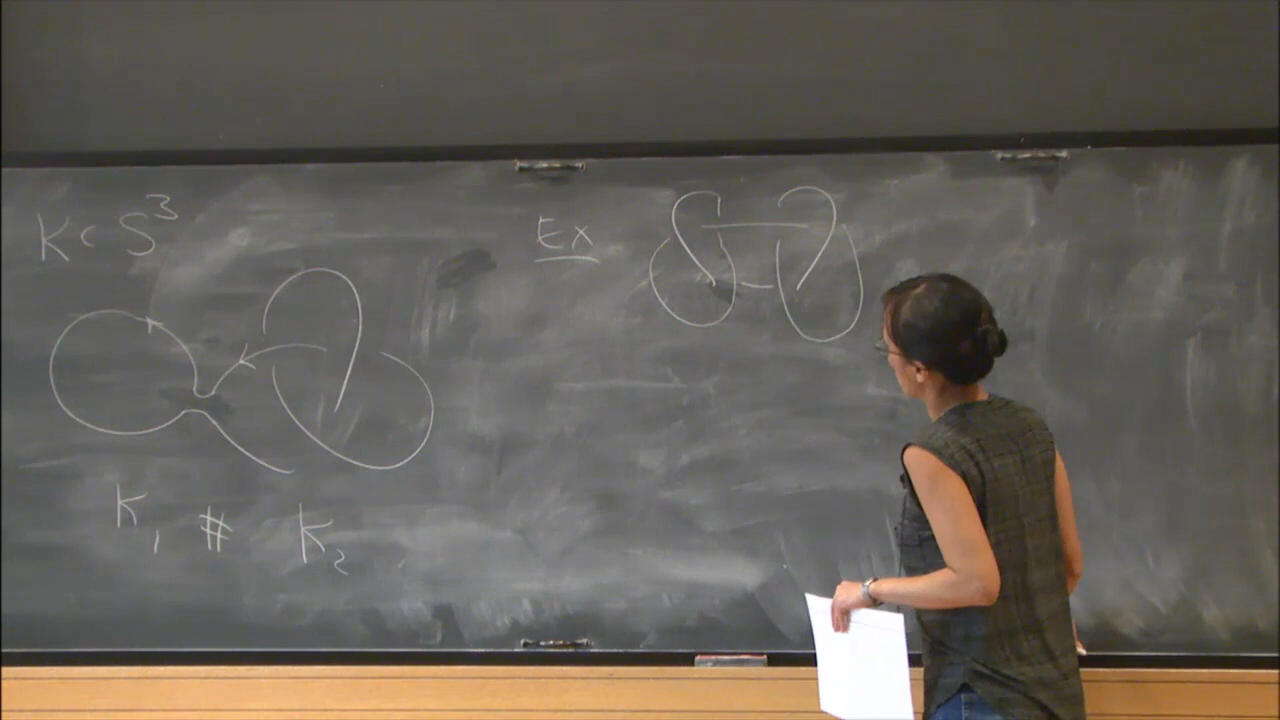 K ⊂ S³
K₁ # K₂
Ex